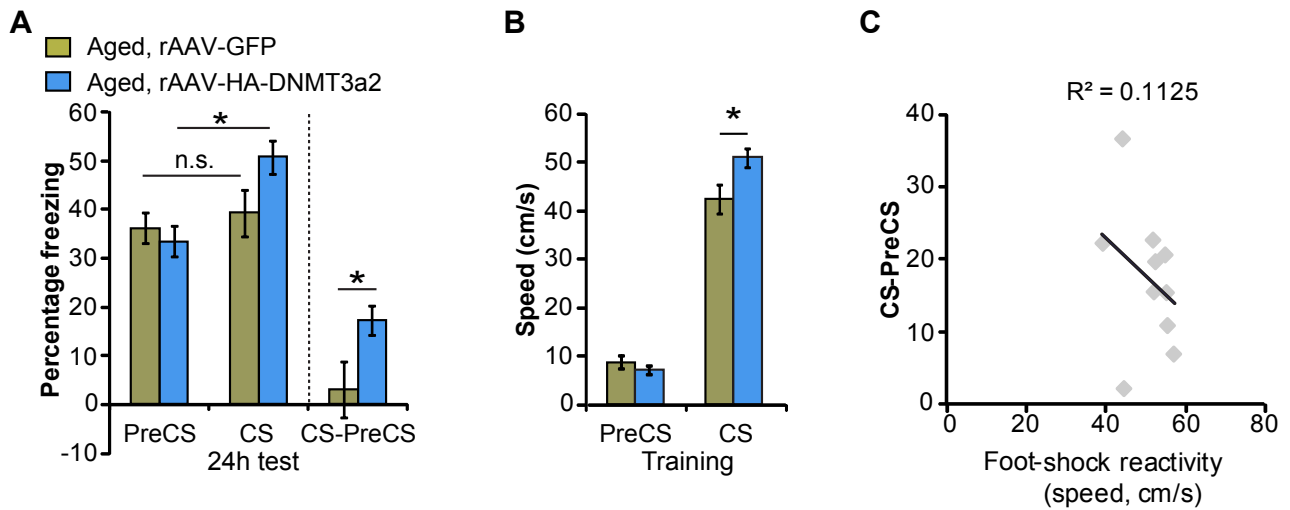 A
Aged, rAAV-GFP
Aged, rAAV-HA-DNMT3a2
Percentage freezing
60
50
40
30
20
10
0
-10
*
n.s.
*
PreCS CS CS-PreCS
24h test
B
Speed (cm/s)
60
50
40
30
20
10
0
*
PreCS CS
Training
C
R² = 0.1125
CS-PreCS
40
30
20
10
0
0 20 40 60 80
Foot-shock reactivity
(speed, cm/s)